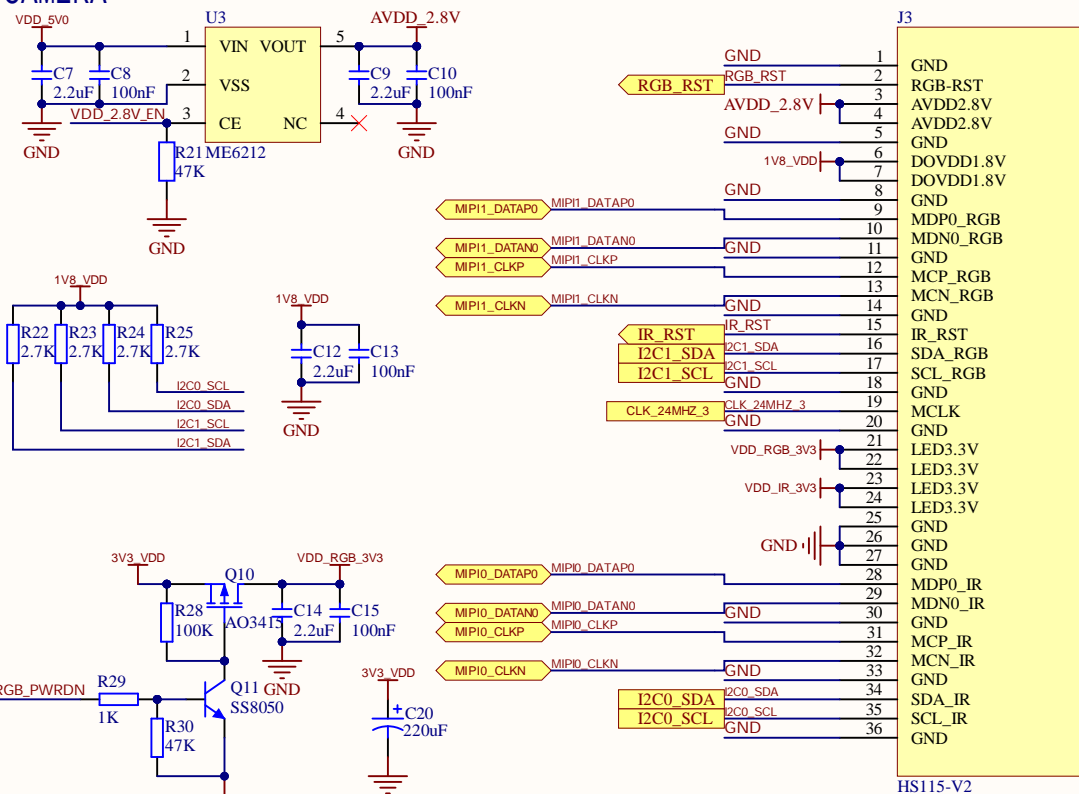 CAMERA
VDD_5V0
U3
AVDD_2.8V
1 VIN VOUT 5
C7
2.2uF
C8
100nF
2 VSS
C9
2.2uF
C10
100nF
VDD_2.8V_EN
3 CE NC 4
GND
GND
R21
47K
ME6212
GND
1V8_VDD
R22
2.7K
R23
2.7K
R24
2.7K
R25
2.7K
I2C0_SCL
I2C0_SDA
I2C1_SCL
I2C1_SDA
1V8_VDD
C12
2.2uF
C13
100nF
GND
3V3_VDD
VDD_RGB_3V3
Q10
AO3415
R28
100K
C14
2.2uF
C15
100nF
GND
RGB_PWRDN
R29
1K
Q11
SS8050
R30
47K
3V3_VDD
+
C20
220uF
J3
GND 1 GND
RGB_RST RGB_RST 2 RGB-RST
AVDD_2.8V 3 AVDD2.8V
4 AVDD2.8V
GND 5 GND
1V8_VDD 6 DOVDD1.8V
7 DOVDD1.8V
GND 8 GND
MIPI1_DATAP0 MIPI1_DATAP0 9 MDP0_RGB
MIPI1_DATAN0 MIPI1_DATAN0 10 MDN0_RGB
GND 11 GND
MIPI1_CLKP MIPI1_CLKP 12 MCP_RGB
MIPI1_CLKN MIPI1_CLKN 13 MCN_RGB
GND 14 GND
IR_RST IR_RST 15 IR_RST
I2C1_SDA I2C1_SDA 16 SDA_RGB
I2C1_SCL I2C1_SCL 17 SCL_RGB
GND 18 GND
CLK_24MHZ_3 CLK_24MHZ_3 19 MCLK
GND 20 GND
VDD_RGB_3V3 21 LED3.3V
22 LED3.3V
VDD_IR_3V3 23 LED3.3V
24 LED3.3V
25 GND
GND 26 GND
27 GND
MIPI0_DATAP0 MIPI0_DATAP0 28 MDP0_IR
MIPI0_DATAN0 MIPI0_DATAN0 29 MDN0_IR
GND 30 GND
MIPI0_CLKP MIPI0_CLKP 31 MCP_IR
MIPI0_CLKN MIPI0_CLKN 32 MCN_IR
GND 33 GND
I2C0_SDA I2C0_SDA 34 SDA_IR
I2C0_SCL I2C0_SCL 35 SCL_IR
GND 36 GND
HS115-V2